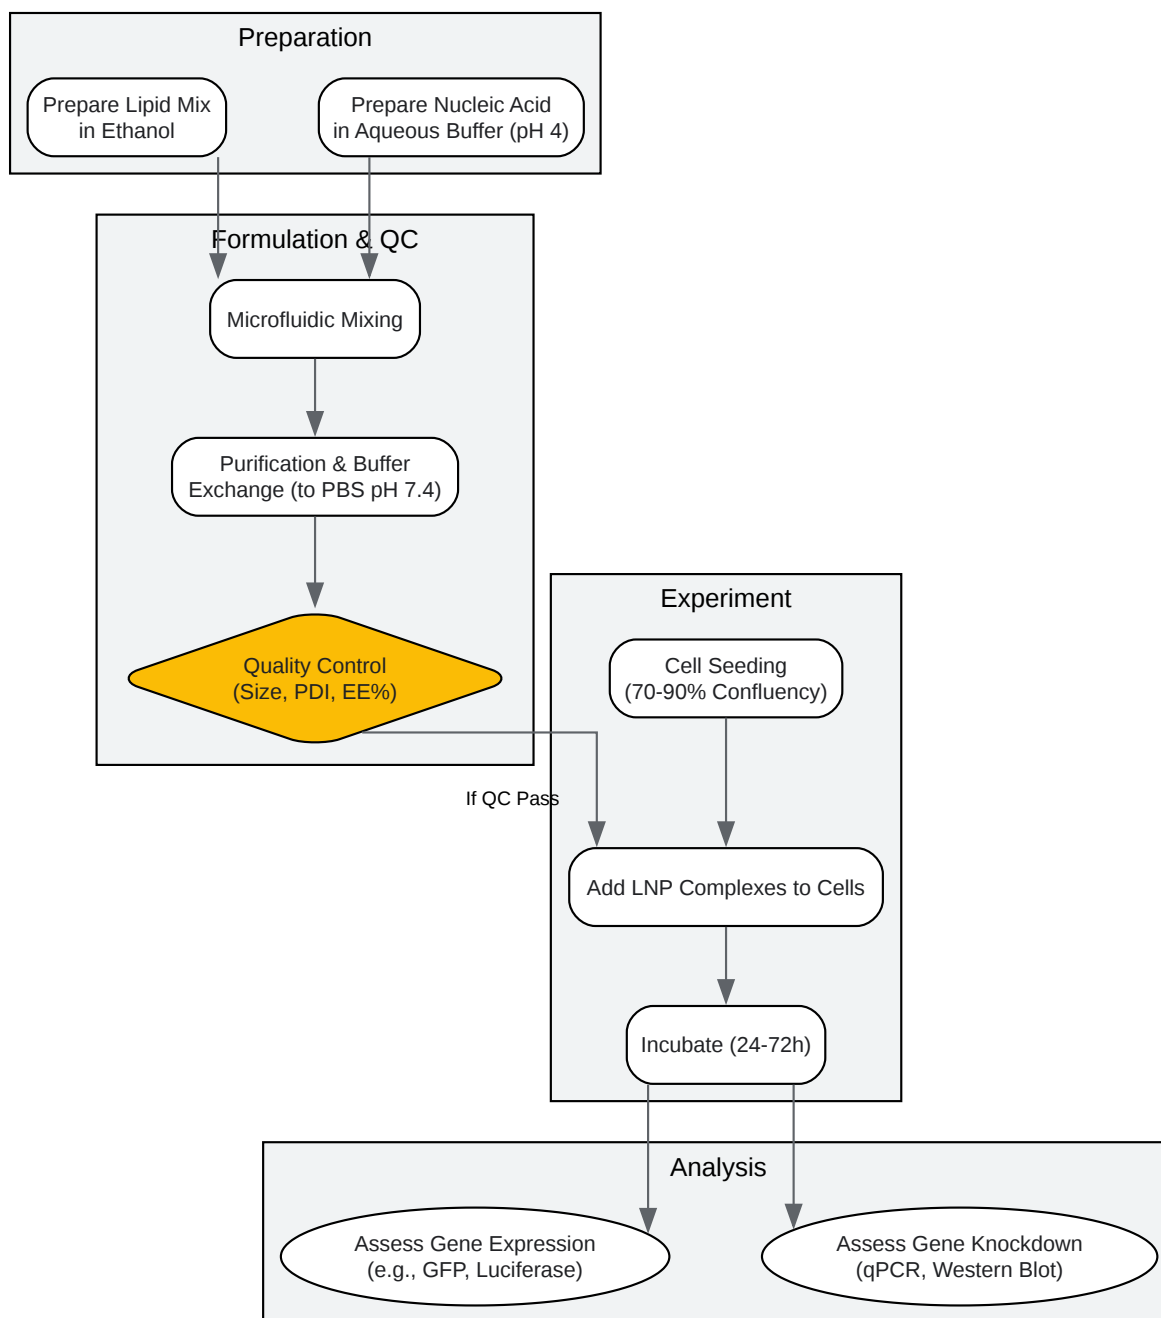 Preparation
Prepare Lipid Mix
in Ethanol
Prepare Nucleic Acid
in Aqueous Buffer (pH 4)
Formulation & QC
Microfluidic Mixing
Purification & Buffer
Exchange (to PBS pH 7.4)
Quality Control
(Size, PDI, EE%)
If QC Pass
Experiment
Cell Seeding
(70-90% Confluency)
Add LNP Complexes to Cells
Incubate (24-72h)
Analysis
Assess Gene Expression
(e.g., GFP, Luciferase)
Assess Gene Knockdown
(qPCR, Western Blot)